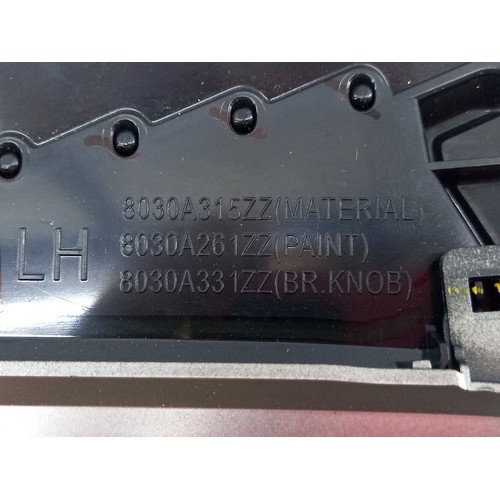 8030A315ZZ(MATERIAL)
LH 8030A261ZZ(PAINT)
8030A331ZZ(BR.KNOB)